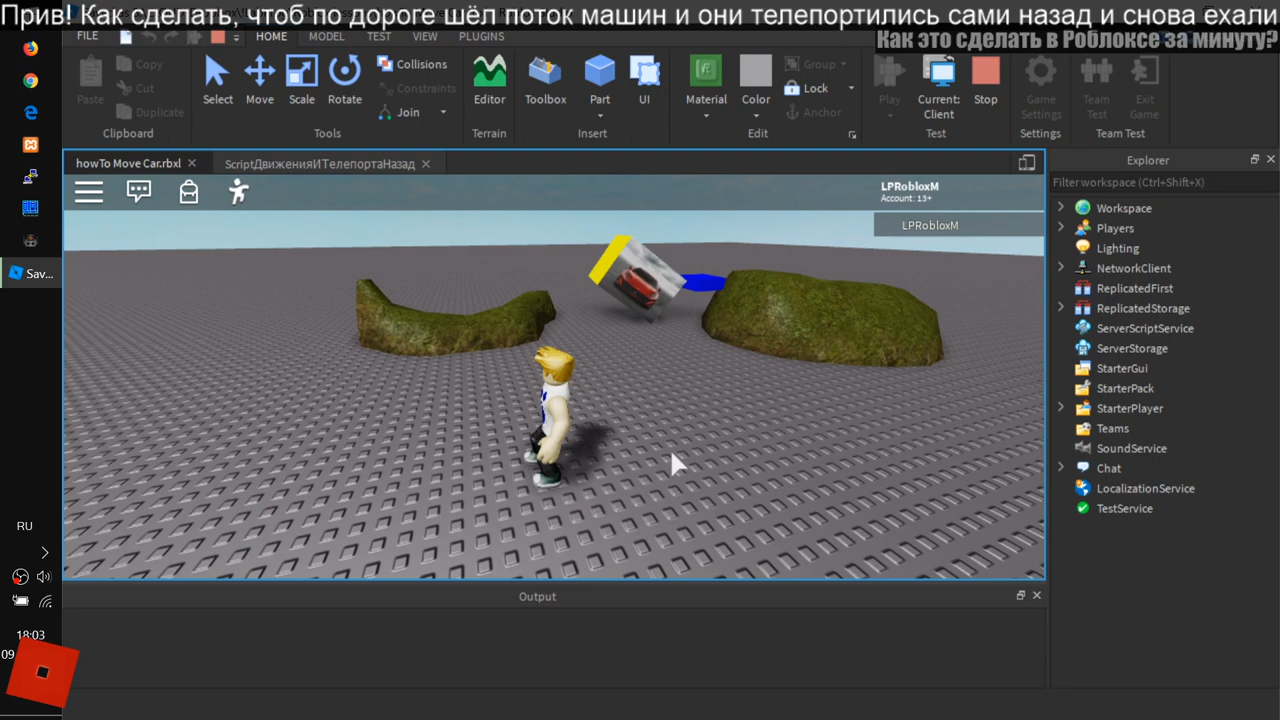 Прив! Как сделать, чтоб по дороге шёл поток машин и они телепортились сами назад и снова ехали
Как это сделать в Роблоксе за минуту?
FILE HOME MODEL TEST VIEW PLUGINS
Paste
Copy
Cut
Duplicate
Clipboard
Select Move Scale Rotate
Collisions
Constraints
Join
Tools
Editor
Terrain
Toolbox Part UI
Insert
Material Color
Group
Lock
Anchor
Edit
Play
Current:
Client
Stop
Test
Game
Settings
Settings
Team
Test
Exit
Game
Team Test
howTo Move Car.rbxl
СкриптДвиженияИТелепортаНазад
LPRobloxM
Account: 13+
LPRobloxM
Explorer
Filter workspace (Ctrl+Shift+X)
Workspace
Players
Lighting
NetworkClient
ReplicatedFirst
ReplicatedStorage
ServerScriptService
ServerStorage
StarterGui
StarterPack
StarterPlayer
Teams
SoundService
Chat
LocalizationService
TestService
Output
Sav...
RU
18:03
09